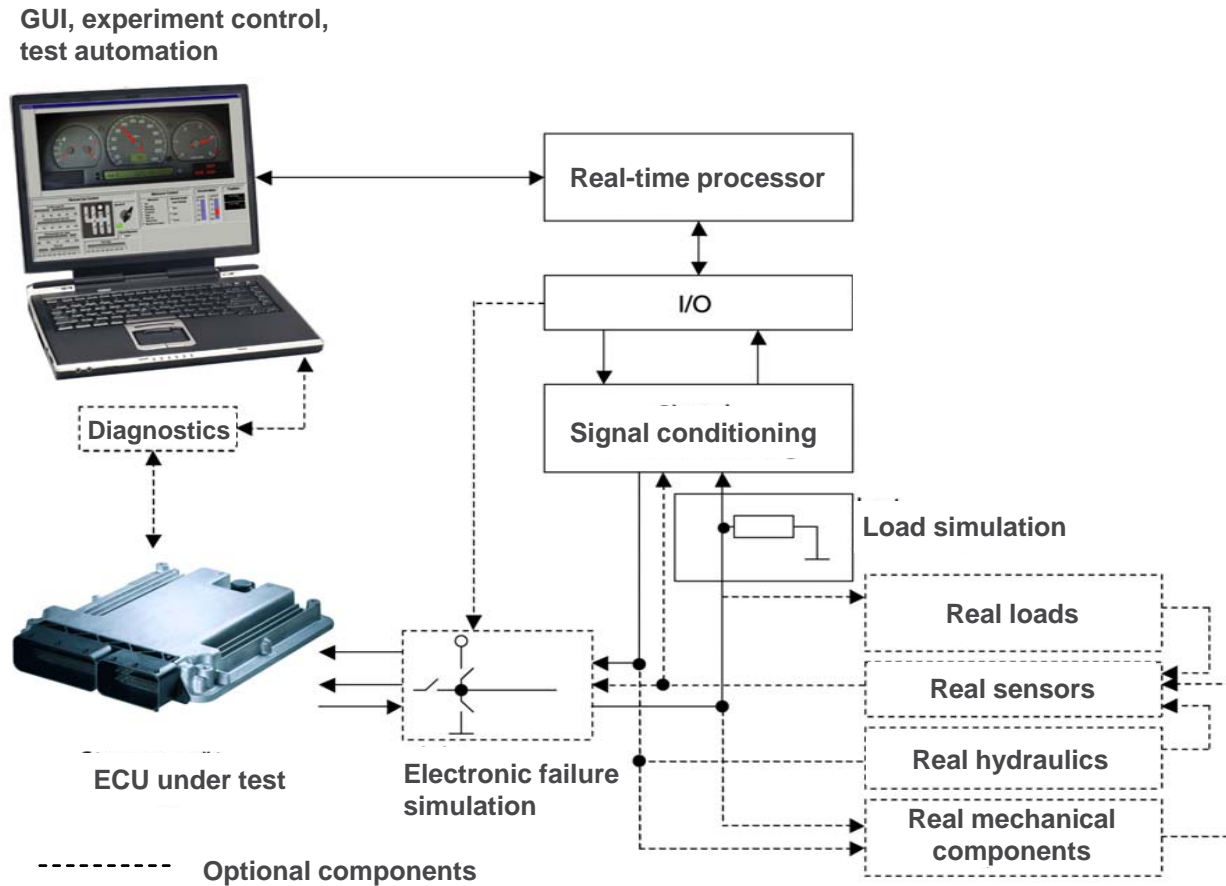 GUI, experiment control,
test automation
Real-time processor
I/O
Signal conditioning
Diagnostics
Load simulation
Real loads
Real sensors
Real hydraulics
Real mechanical
components
ECU under test
Electronic failure
simulation
Optional components